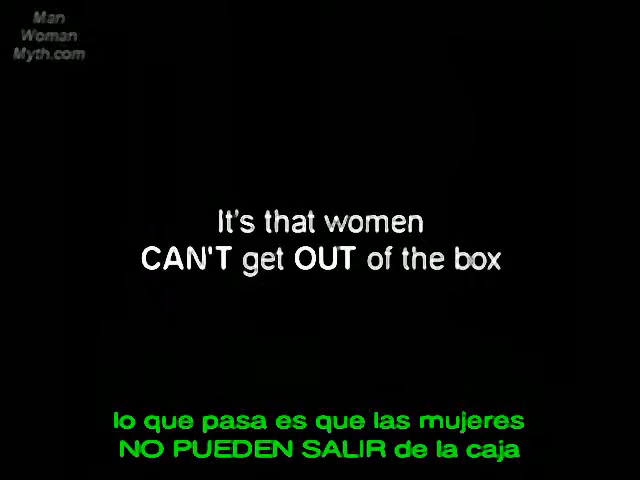 Man
Woman
Myth.com
It's that women
CAN'T get OUT of the box
lo que pasa es que las mujeres
NO PUEDEN SALIR de la caja